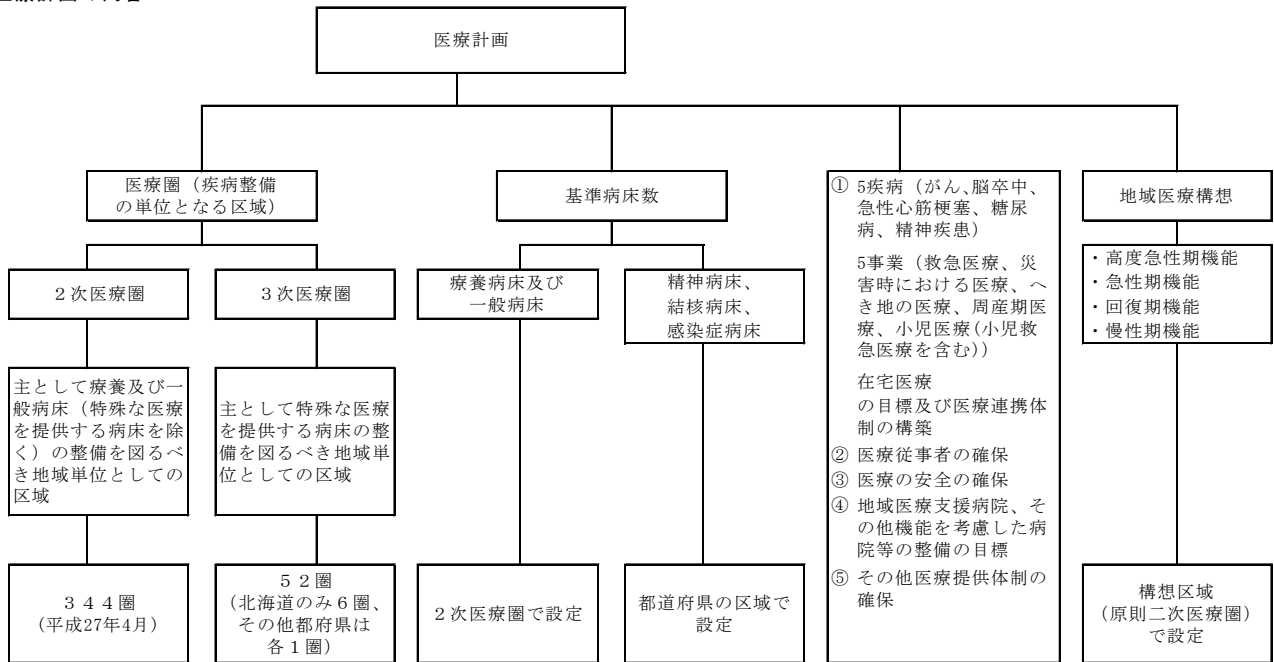 医療計画
医療圏（疾病整備
の単位となる区域）
２次医療圏
主として療養及び一
般病床（特殊な医療
を提供する病床を除
く）の整備を図るべ
き地域単位としての
区域
３４４圏
(平成27年4月)
３次医療圏
主として特殊な医療
を提供する病床の整
備を図るべき地域単
位としての区域
５２圏
(北海道のみ６圏、
その他都府県は
各１圏)
基準病床数
療養病床及び
一般病床
２次医療圏で設定
精神病床、
結核病床、
感染症病床
都道府県の区域で
設定
① 5疾病（がん、脳卒中、
急性心筋梗塞、糖尿
病、精神疾患）
5事業（救急医療、災
害時における医療、へ
き地の医療、周産期医
療、小児医療(小児救
急医療を含む））
在宅医療
の目標及び医療連携体
制の構築
② 医療従事者の確保
③ 医療の安全の確保
④ 地域医療支援病院、そ
の他機能を考慮した病
院等の整備の目標
⑤ その他医療提供体制の
確保
地域医療構想
・高度急性期機能
・急性期機能
・回復期機能
・慢性期機能
構想区域
(原則二次医療圏)
で設定